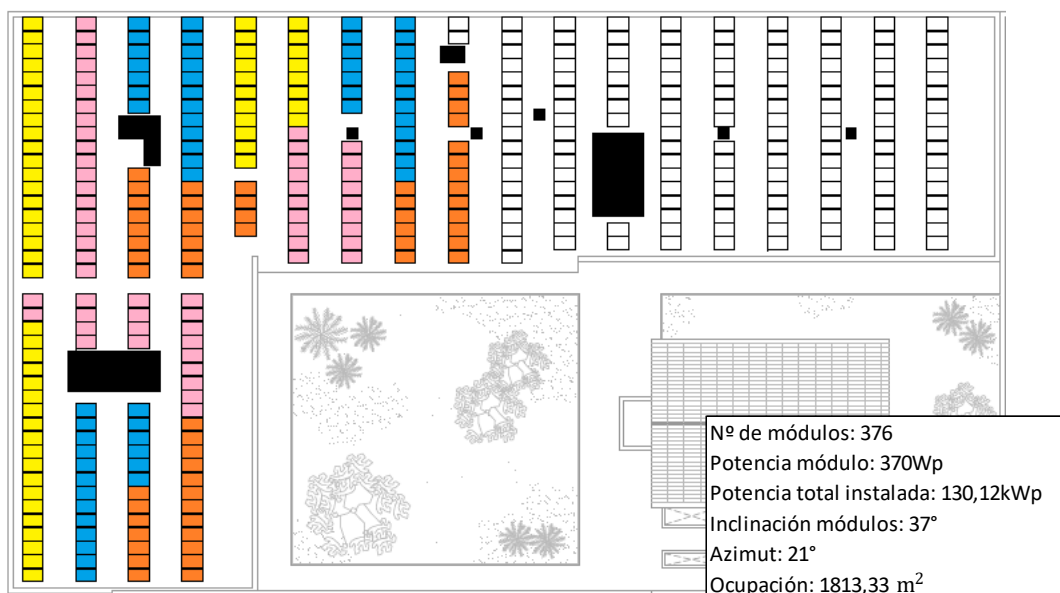 Nº de módulos: 376
Potencia módulo: 370Wp
Potencia total instalada: 130,12kWp
Inclinación módulos: 37°
Azimut: 21°
Ocupación: 1813,33 m²